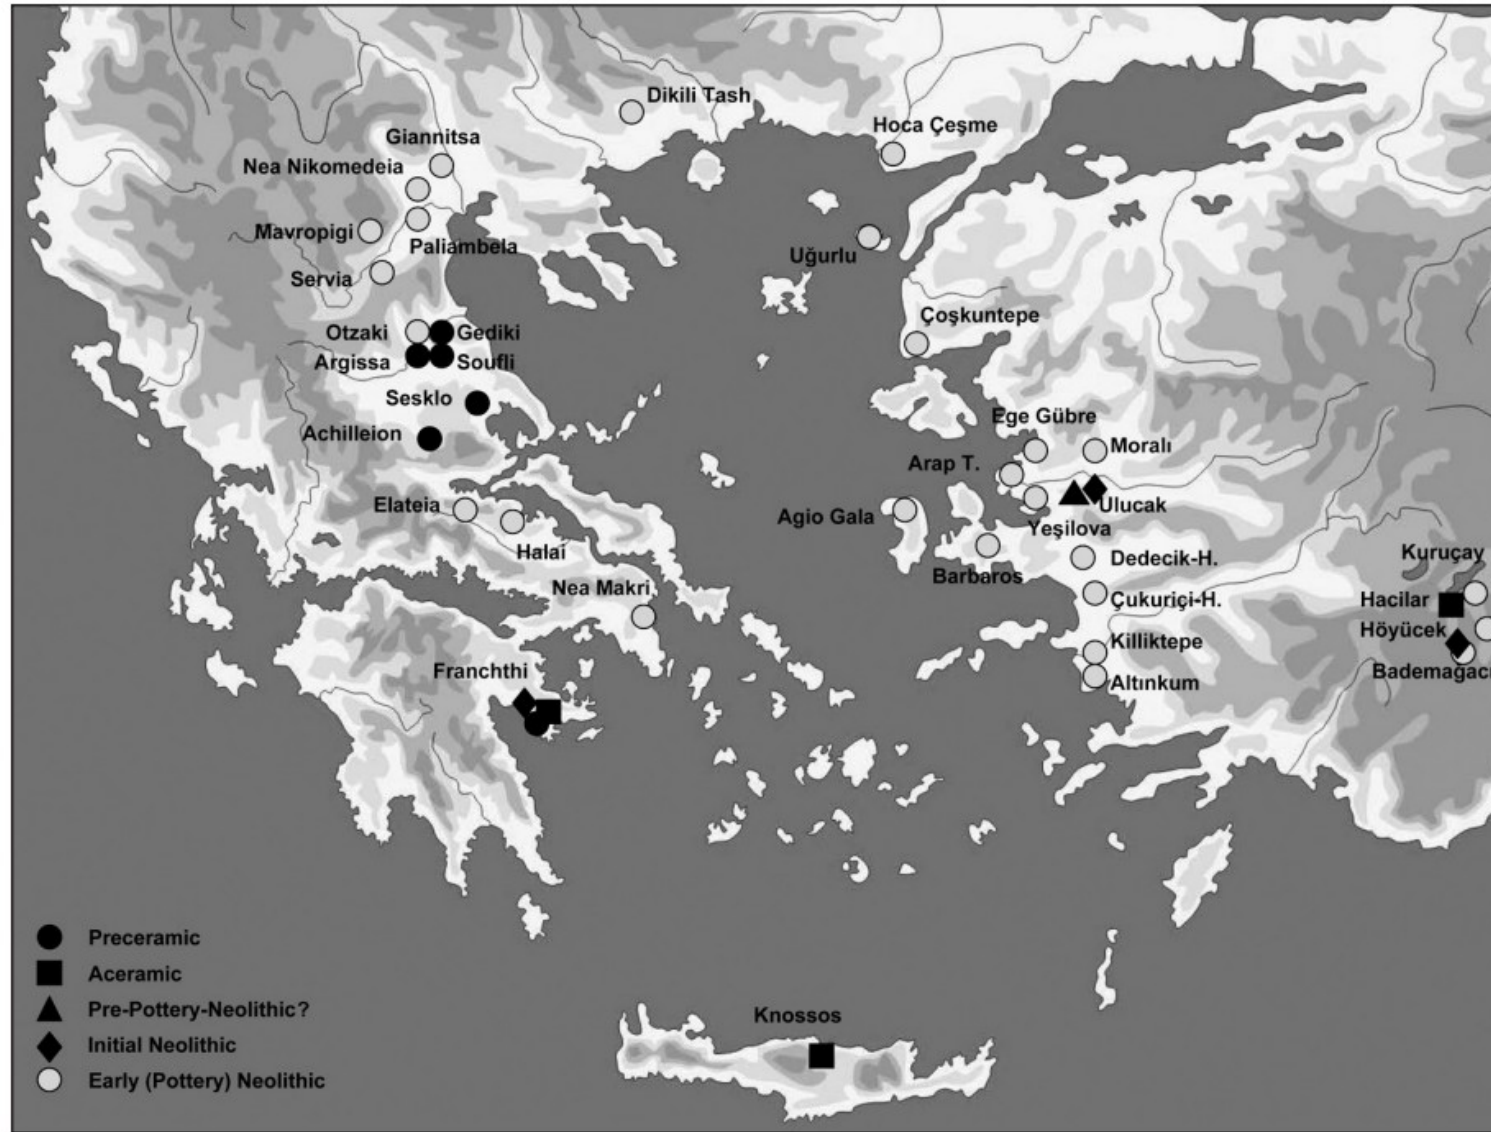 Dikili Tash
Hoca Çeşme
Giannitsa
Nea Nikomedeia
Mavropigi
Paliambela
Uğurlu
Servia
Çoşkuntepe
Otzaki
Gediki
Argissa
Soufli
Sesklo
Ege Gübre
Achilleion
Moralı
Arap T.
Elateia
Agio Gala
Ulucak
Yeşilova
Halai
Kuruçay
Dedecik-H.
Barbaros
Nea Makri
Çukuriçi-H.
Hacilar
Höyücek
Killiktepe
Franchthi
Bademağacı
Altınkum
Preceramic
Aceramic
Pre-Pottery-Neolithic?
Knossos
Initial Neolithic
Early (Pottery) Neolithic